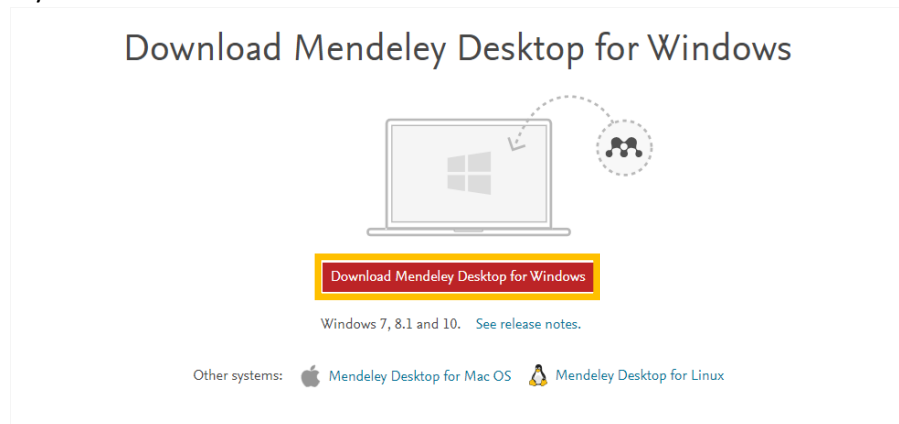 Download Mendeley Desktop for Windows
Download Mendeley Desktop for Windows
Windows 7, 8.1 and 10. See release notes.
Other systems: Mendeley Desktop for Mac OS Mendeley Desktop for Linux